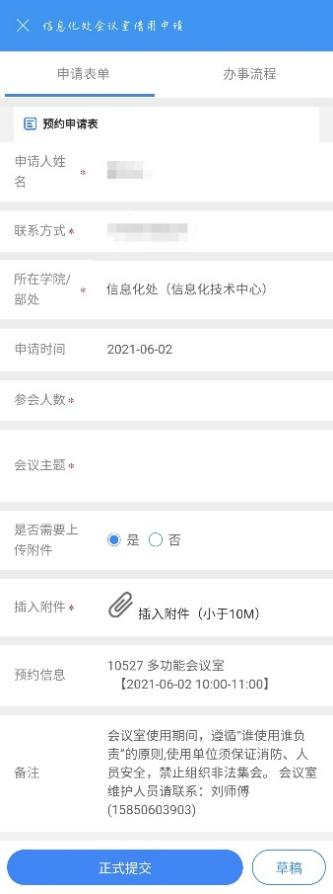 信息化处会议室借用申请
申请表单
办事流程
预约申请表
申请人姓
名 *
联系方式 *
所在学院/
部处 *
信息化处（信息化技术中心）
申请时间
2021-06-02
参会人数 *
会议主题 *
是否需要上
传附件
是
否
插入附件 *
插入附件（小于10M）
预约信息
10527 多功能会议室
【2021-06-02 10:00-11:00】
备注
会议室使用期间，遵循"谁使用谁负
责"的原则,使用单位须保证消防、人
员安全，禁止组织非法集会。 会议室
维护人员请联系：刘师傅
(15850603903)
正式提交
草稿